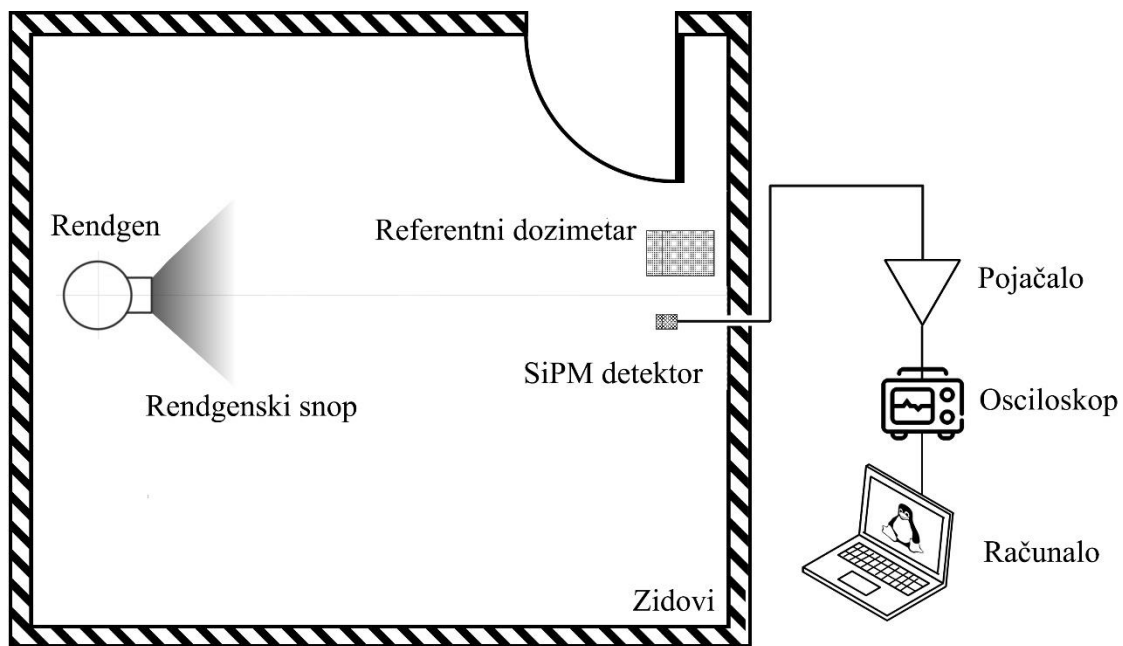 Rendgen
Referentni dozimetar
Pojačalo
SiPM detektor
Rendgenski snop
Osciloskop
Računalo
Zidovi